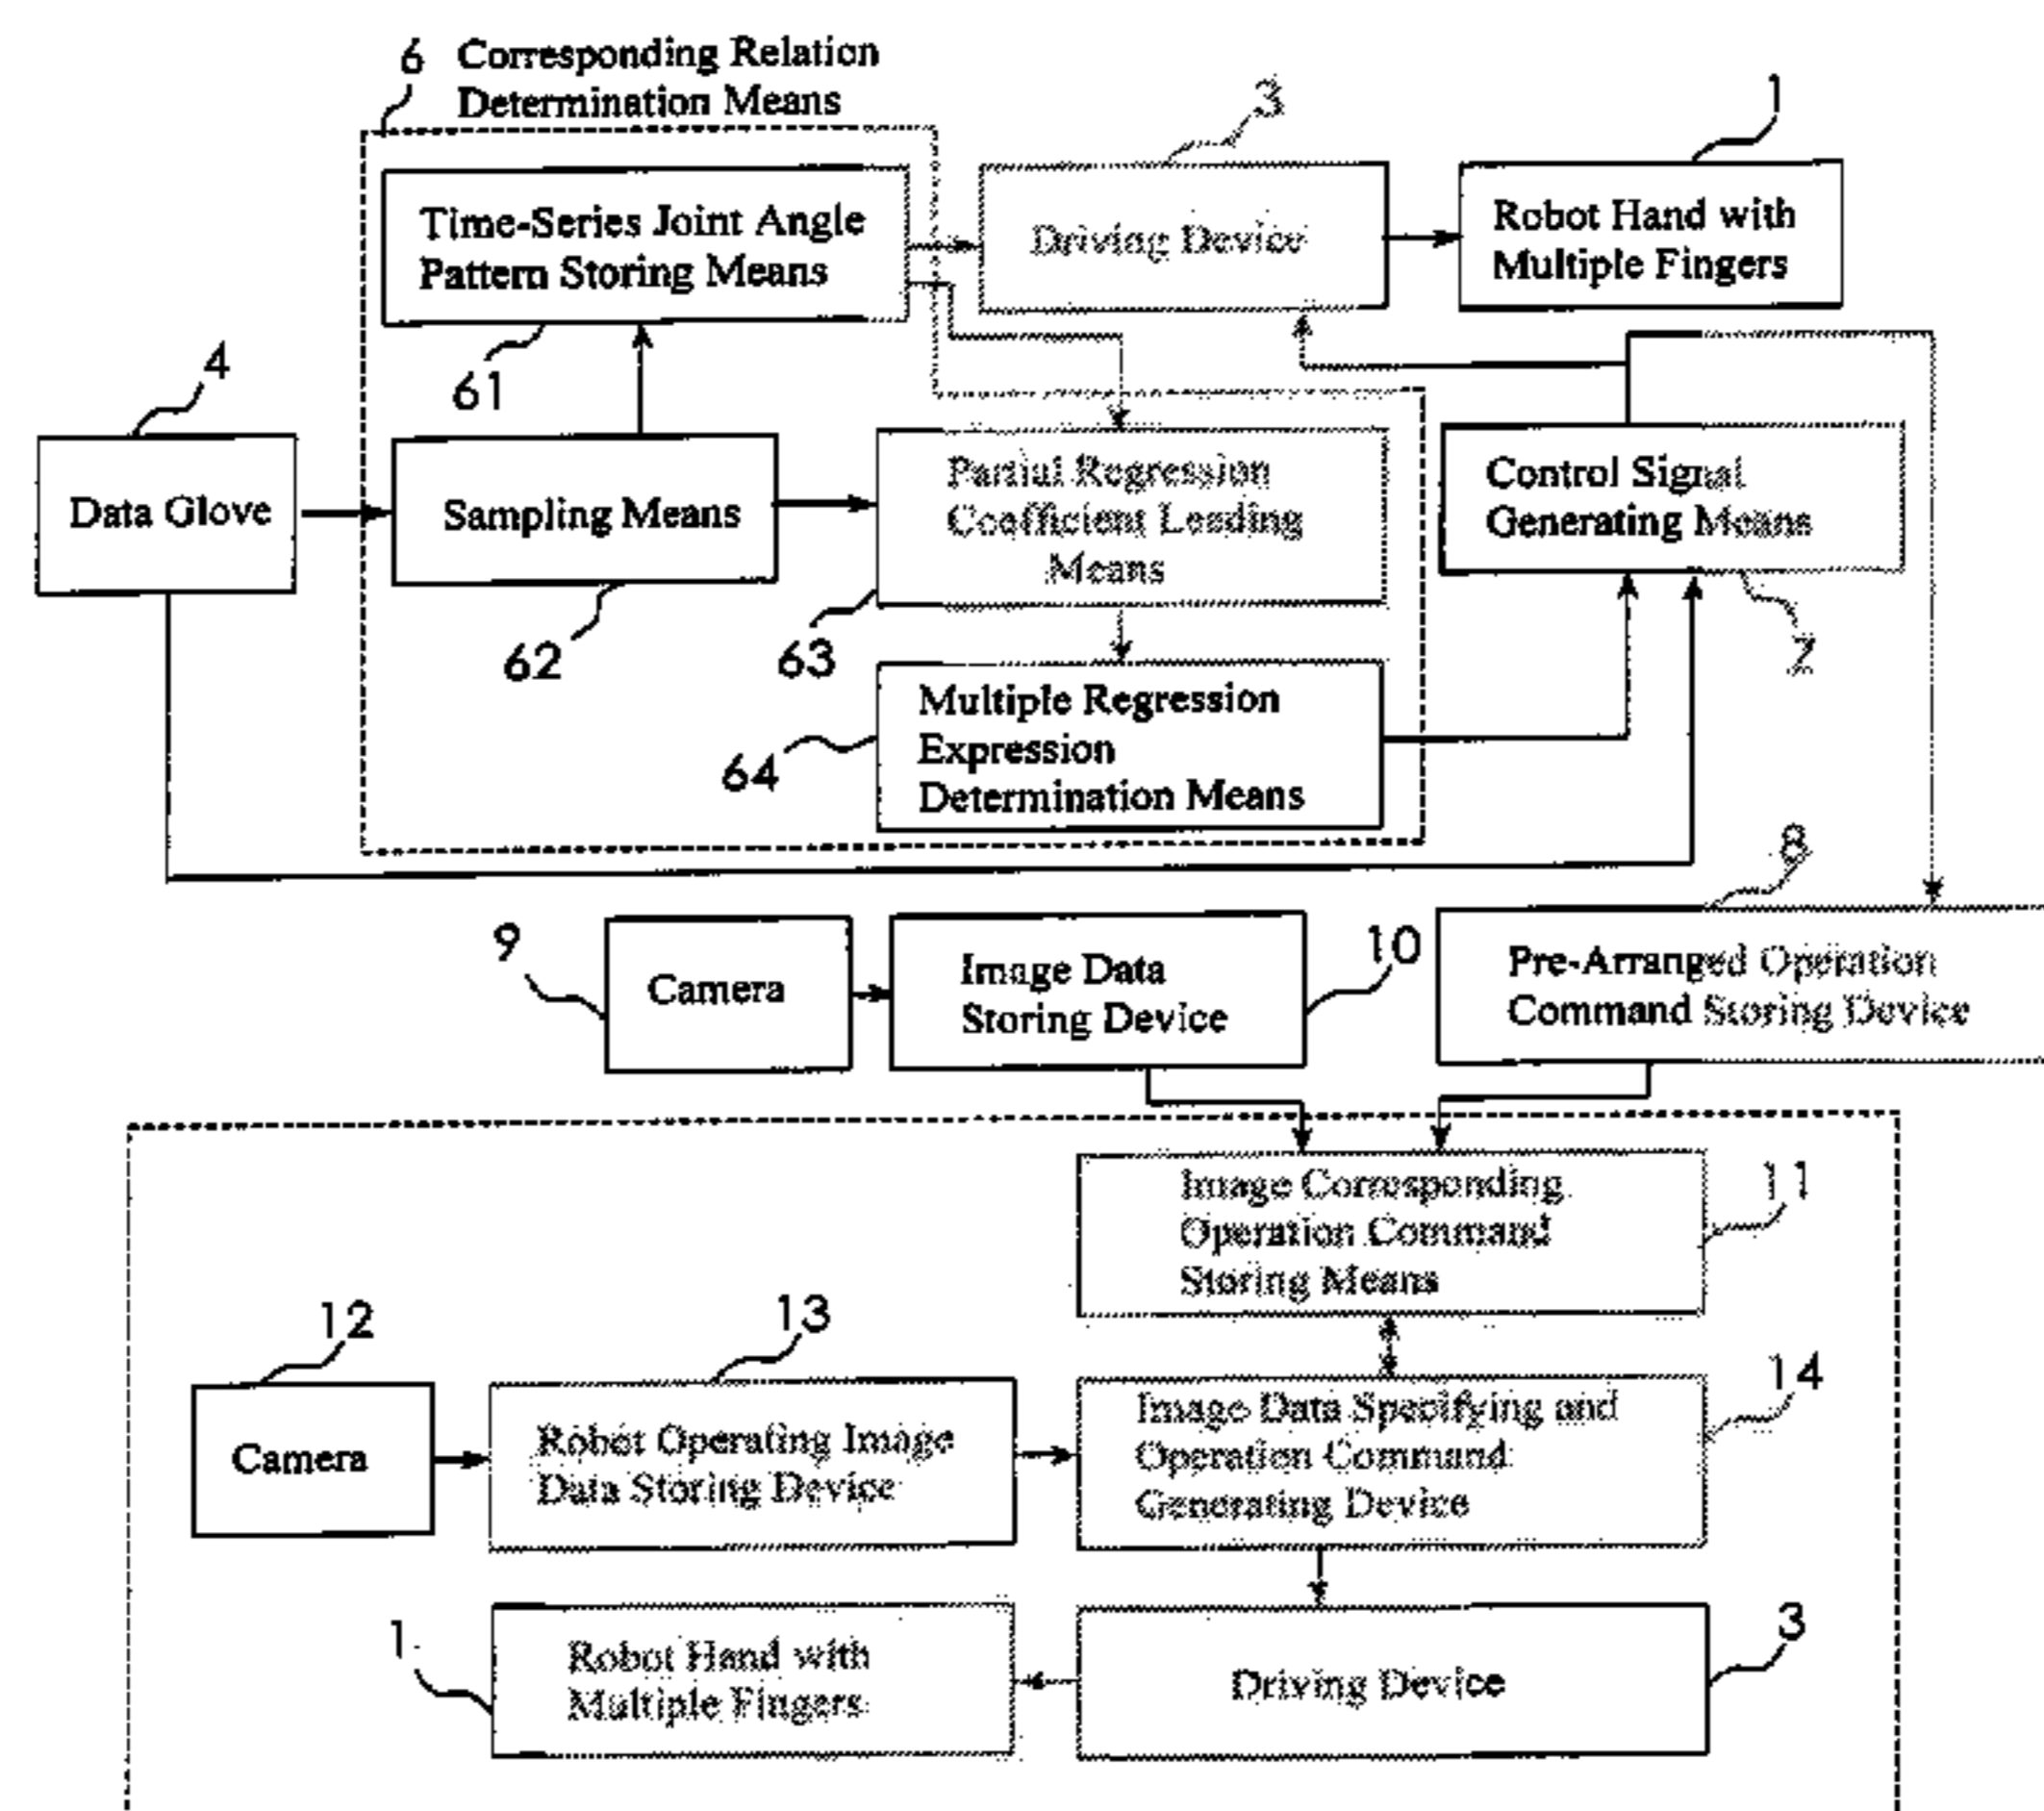 6 Corresponding Relation
Determination Means
3
1
Time-Series Joint Angle
Pattern Storing Means
Driving Device
Robot Hand with
Multiple Fingers
61
4
Data Glove
Sampling Means
Partial Regression
Coefficient Leading
Means
Control Signal
Generating Means
62
63
64
Multiple Regression
Expression
Determination Means
8
9
Camera
Image Data
Storing Device
10
Pre-Arranged Operation
Command Storing Device
Image Corresponding
Operation Command
Storing Means
11
12
13
14
Camera
Robot Operating Image
Data Storing Device
Image Data Specifying and
Operation Command
Generating Device
1
Robot Hand with
Multiple Fingers
Driving Device
3